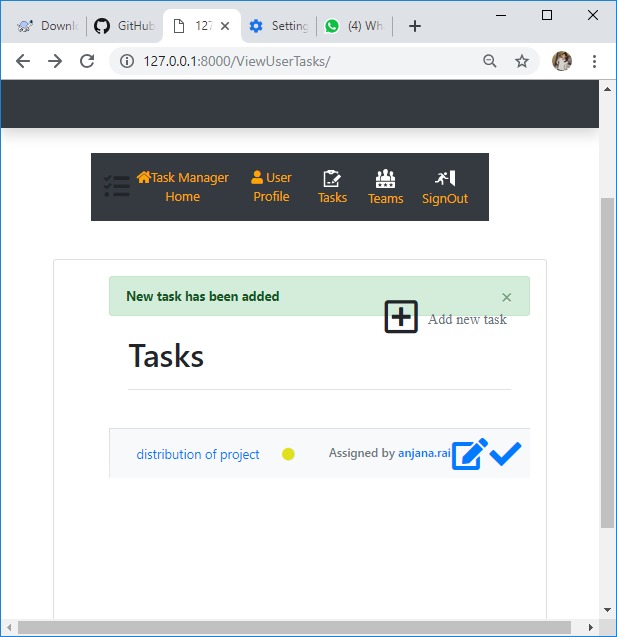 Downl
GitHub
127
Setting
(4) Wh
127.0.0.1:8000/ViewUserTasks/
Task Manager
Home
User
Profile
Tasks
Teams
SignOut
New task has been added
×
Add new task
Tasks
distribution of project
Assigned by anjana.rai